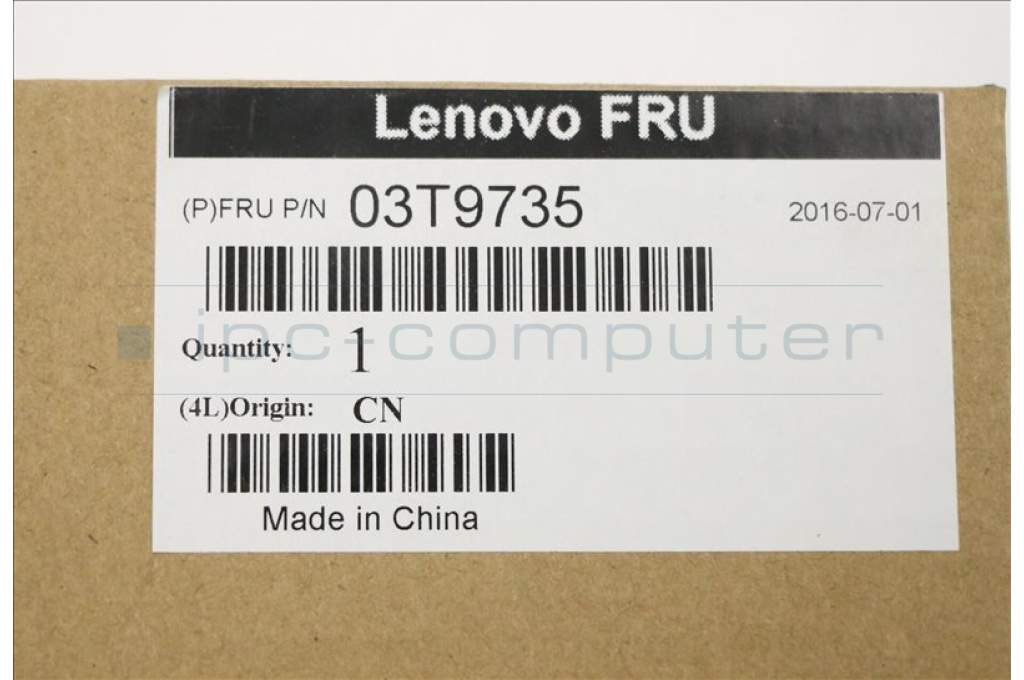 Lenovo FRU
(P)FRU P/N 03T9735 2016-07-01
ipc-computer
Quantity: 1
(4L)Origin: CN
Made in China